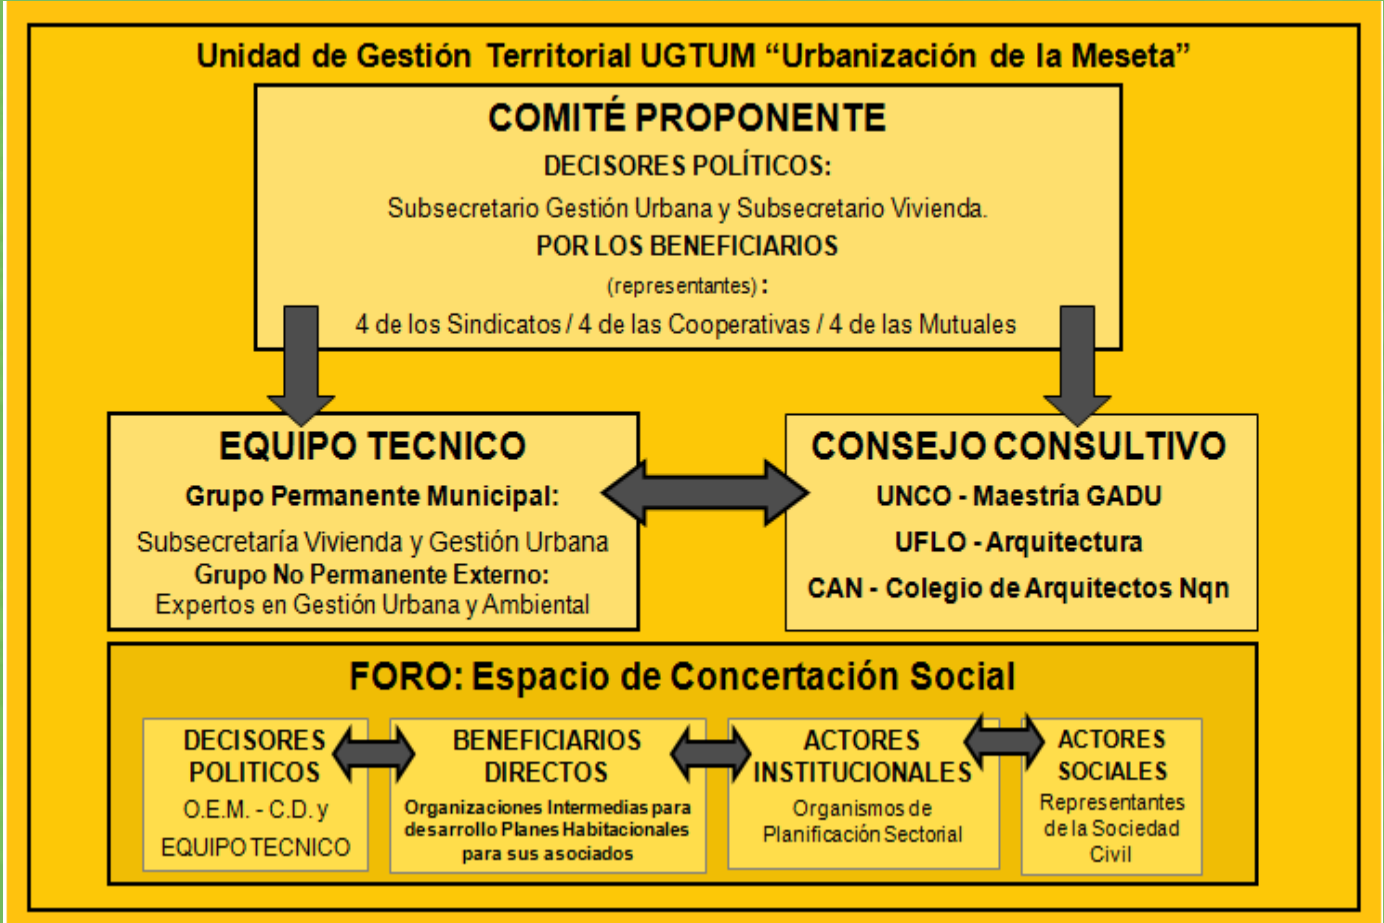 Unidad de Gestión Territorial UGTUM “Urbanización de la Meseta”
COMITÉ PROPONENTE
DECISORES POLÍTICOS:
Subsecretario Gestión Urbana y Subsecretario Vivienda.
POR LOS BENEFICIARIOS
(representantes) :
4 de los Sindicatos / 4 de las Cooperativas / 4 de las Mutuales
EQUIPO TECNICO
Grupo Permanente Municipal:
Subsecretaría Vivienda y Gestión Urbana
Grupo No Permanente Externo:
Expertos en Gestión Urbana y Ambiental
CONSEJO CONSULTIVO
UNCO - Maestría GADU
UFLO - Arquitectura
CAN - Colegio de Arquitectos Nqn
FORO: Espacio de Concertación Social
DECISORES
POLITICOS
O.E.M. - C.D. y
EQUIPO TECNICO
BENEFICIARIOS
DIRECTOS
Organizaciones Intermedias para
desarrollo Planes Habitacionales
para sus asociados
ACTORES
INSTITUCIONALES
Organismos de
Planificación Sectorial
ACTORES
SOCIALES
Representantes
de la Sociedad
Civil